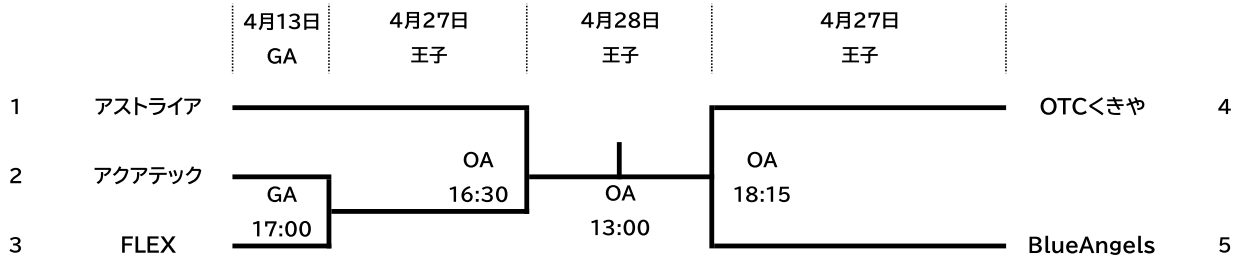 4月13日 4月27日 4月28日 4月27日
GA 王子 王子 王子
1 アストライア OTCくきや 4
OA OA
2 アクアテック
GA 16:30 OA 18:15
17:00 13:00
3 FLEX BlueAngels 5